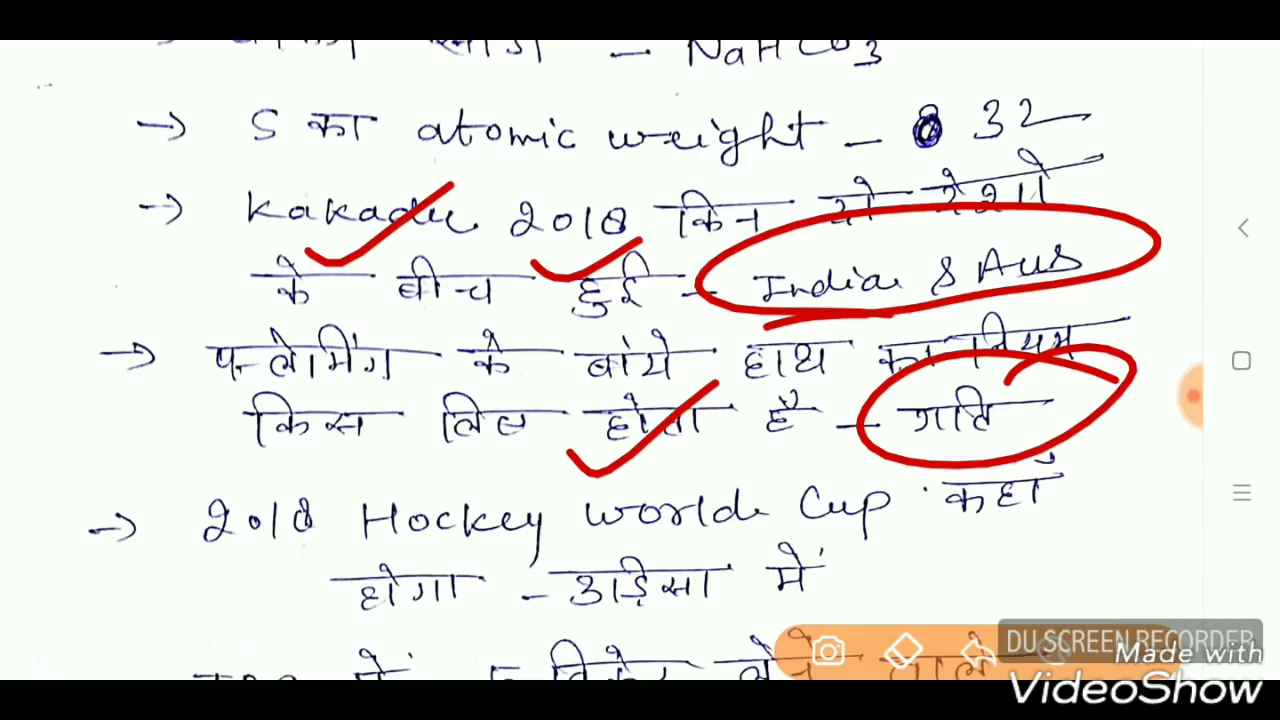 — NaHCO3
→ S का atomic weight – 32
→ Kakadu 2018 किन दो देशों
के बीच हुई – India & Aus
→ फ्लेमिंग के बांये हाथ का नियम
किस लिए होता है – गति
→ 2018 Hockey world Cup कहाँ
होगा – उड़िसा में
में विकेट लेने वाले
DU SCREEN RECORDER
Made with
VideoShow